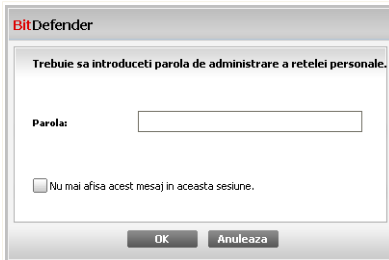 BitDefender
Trebuie sa introduceti parola de administrare a retelei personale.
Parola:
Nu mai afisa acest mesaj in aceasta sesiune.
OK Anuleaza